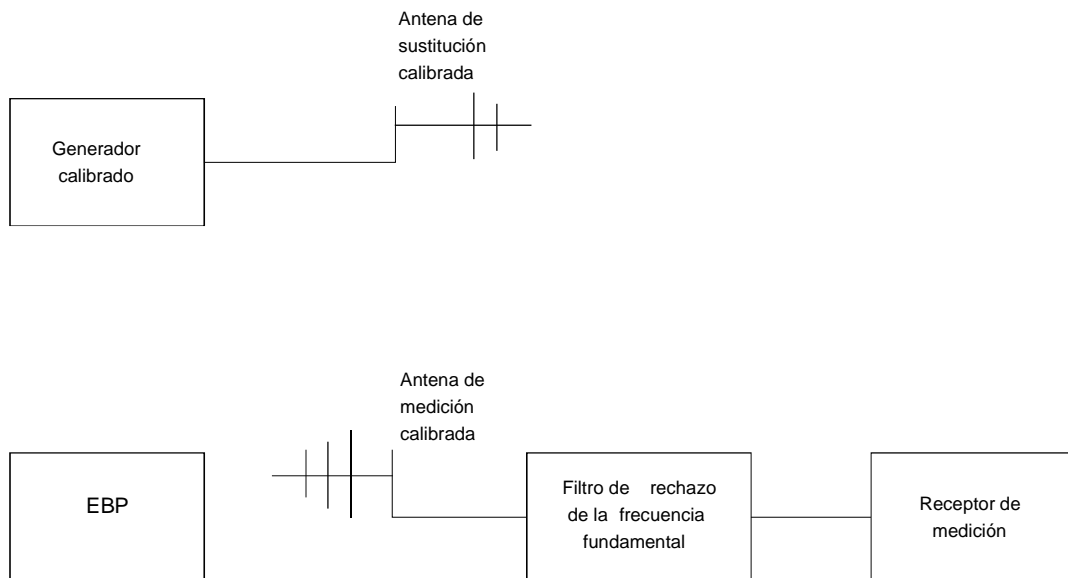 Antena de
sustitución
calibrada
Generador
calibrado
Antena de
medición
calibrada
EBP
Filtro de rechazo
de la frecuencia
fundamental
Receptor de
medición